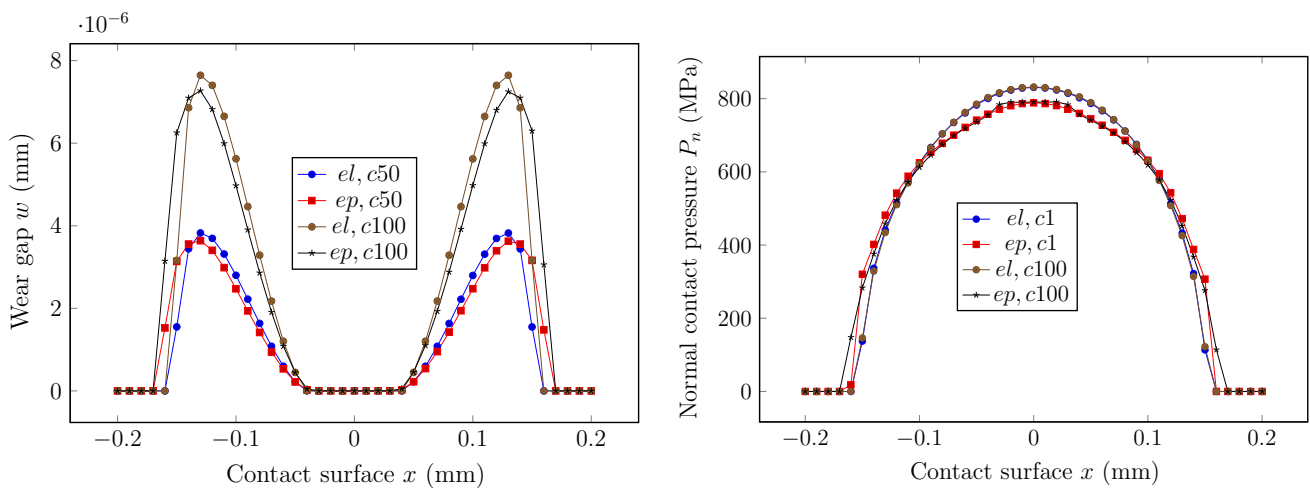 ·10⁻⁶
8
6
4
2
0
−0.2 −0.1 0 0.1 0.2
Wear gap w (mm)
Contact surface x (mm)
el, c50
ep, c50
el, c100
ep, c100
800
600
400
200
0
−0.2 −0.1 0 0.1 0.2
Normal contact pressure Pₙ (MPa)
Contact surface x (mm)
el, c1
ep, c1
el, c100
ep, c100